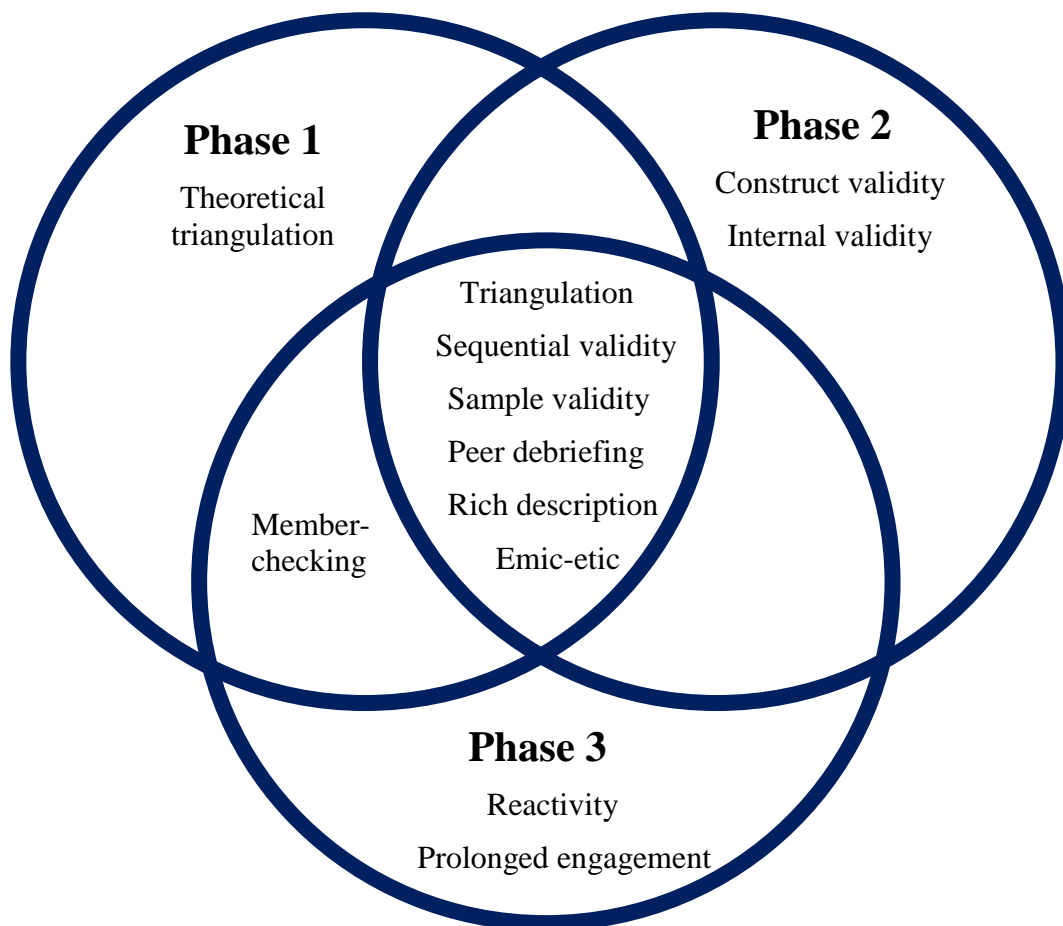 Phase 1
Theoretical
triangulation
Phase 2
Construct validity
Internal validity
Triangulation
Sequential validity
Sample validity
Peer debriefing
Rich description
Emic-etic
Member-
checking
Phase 3
Reactivity
Prolonged engagement